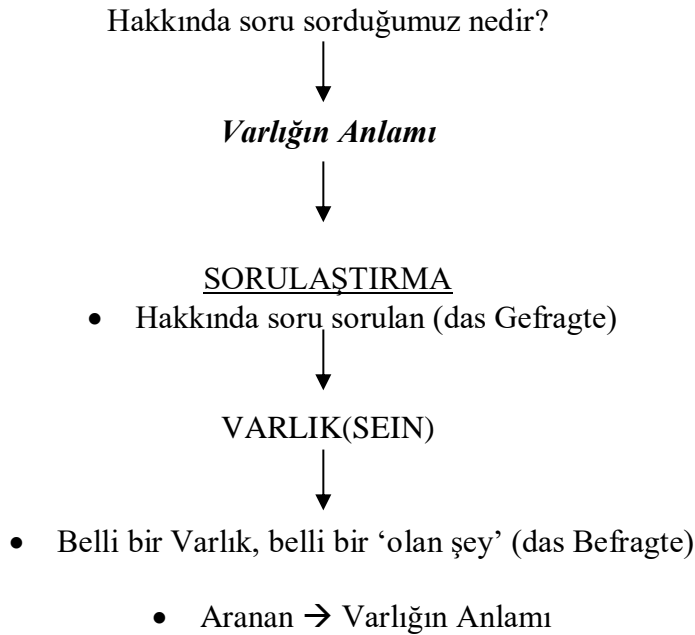 Hakkında soru sorduğumuz nedir?
Varlığın Anlamı
SORULAŞTIRMA
• Hakkında soru sorulan (das Gefragte)
VARLIK(SEIN)
• Belli bir Varlık, belli bir ‘olan şey’ (das Befragte)
• Aranan → Varlığın Anlamı